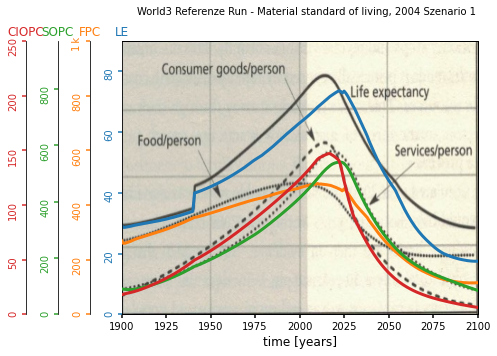 World3 Referenze Run - Material standard of living, 2004 Szenario 1
CIOPC SOPC FPC LE
250
200
150
100
50
0
800
600
400
200
0
1k
800
600
400
200
0
80
60
40
20
0
Consumer goods/person
Life expectancy
Food/person
Services/person
1900 1925 1950 1975 2000 2025 2050 2075 2100
time [years]